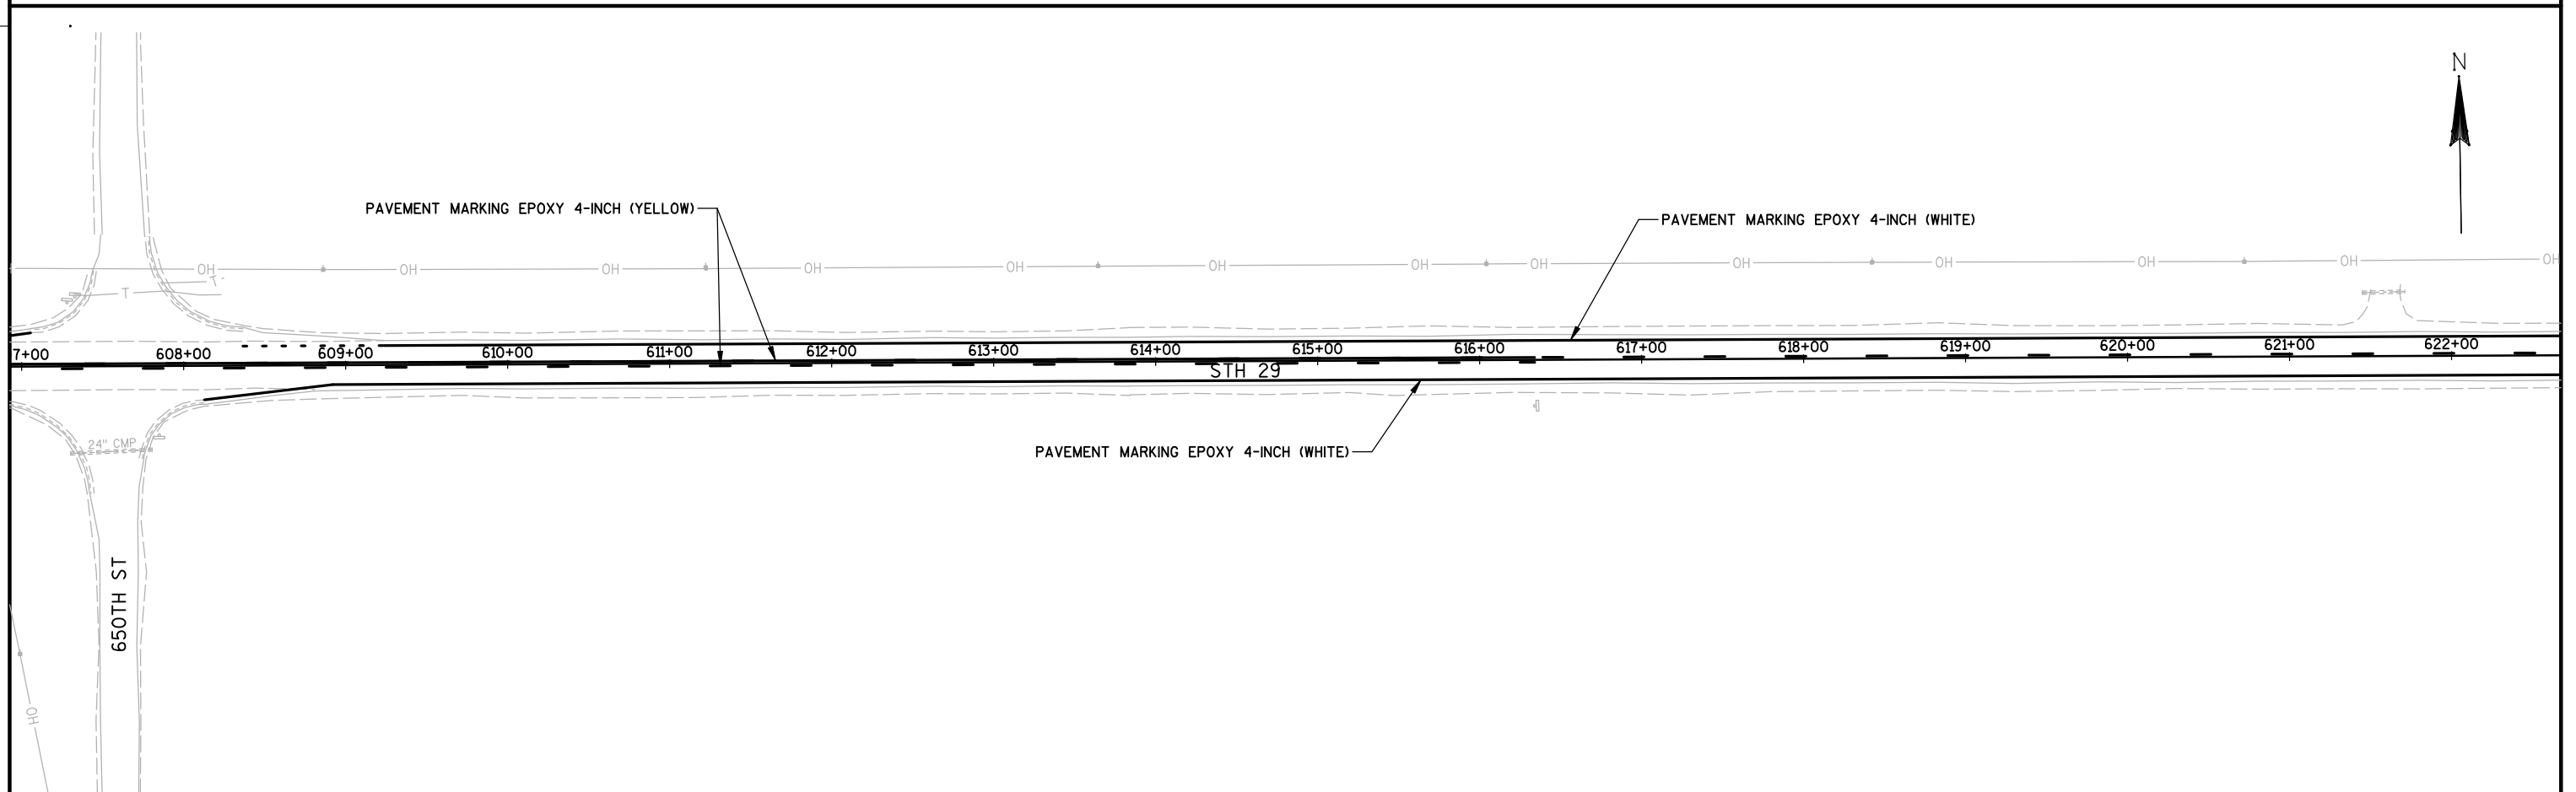 N
PAVEMENT MARKING EPOXY 4-INCH (YELLOW)
PAVEMENT MARKING EPOXY 4-INCH (WHITE)
OH OH OH OH OH OH OH OH OH OH OH OH OH
T T
7+00 608+00 609+00 610+00 611+00 612+00 613+00 614+00 615+00 616+00 617+00 618+00 619+00 620+00 621+00 622+00
STH 29
24" CMP
PAVEMENT MARKING EPOXY 4-INCH (WHITE)
650TH ST
OH